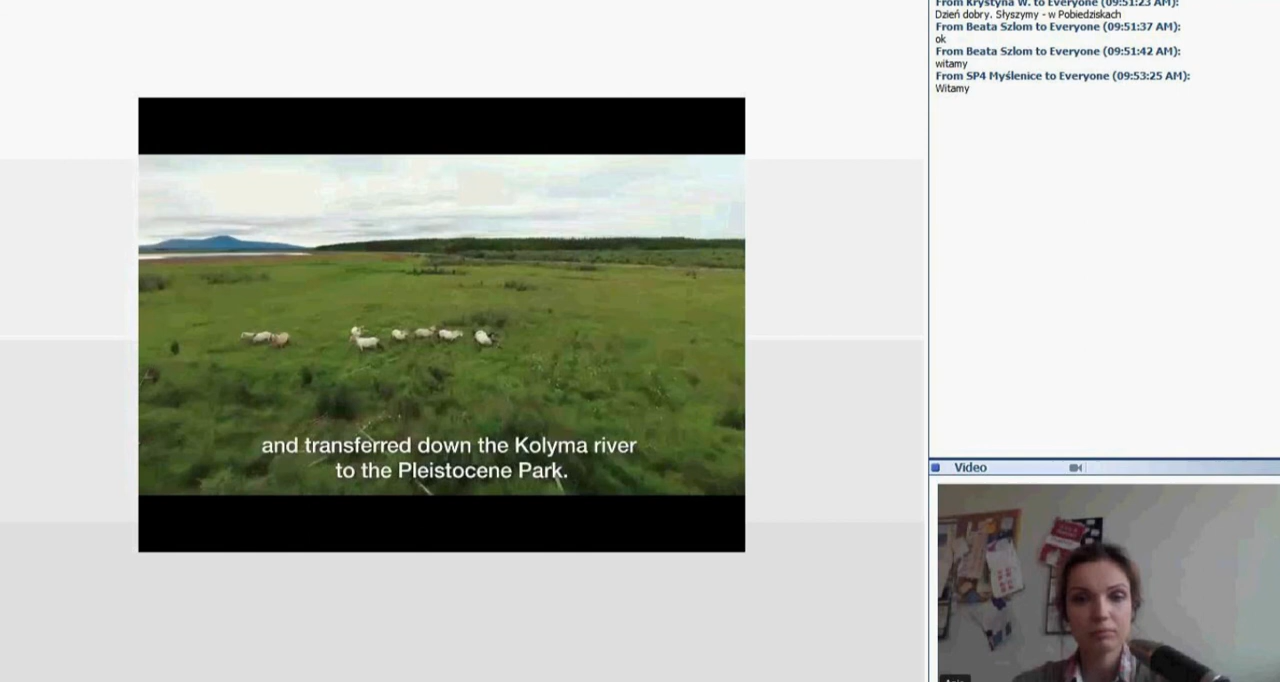 From Krystyna W. to Everyone (09:51:23 AM):
Dzień dobry. Słyszymy - w Pobiedziskach
From Beata Szlom to Everyone (09:51:37 AM):
ok
From Beata Szlom to Everyone (09:51:42 AM):
witamy
From SP4 Myślenice to Everyone (09:53:25 AM):
Witamy
and transferred down the Kolyma river
to the Pleistocene Park.
Video